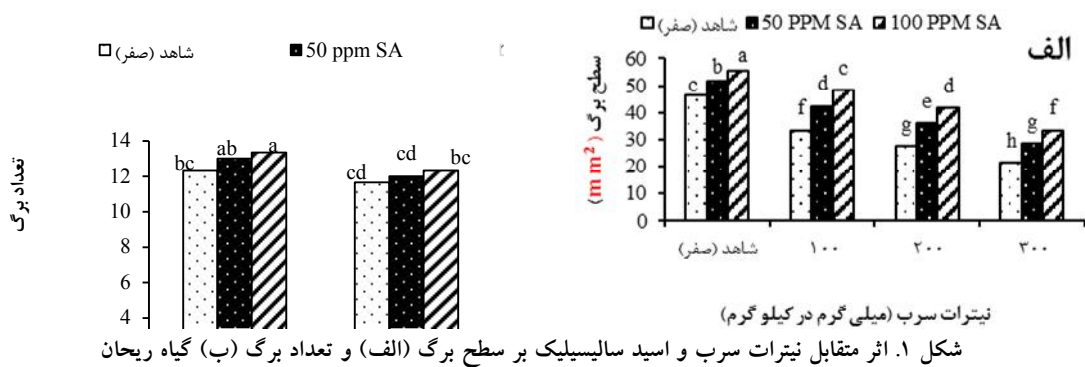 شاهد (صفر) 50 PPM SA 100 PPM SA
الف
سطح برگ (m m²)
60
50
40
30
20
10
0
c b a
f d c
g e d
h g f
شاهد (صفر) ۱۰۰ ۲۰۰ ۳۰۰
نیترات سرب (میلی گرم در کیلو گرم)
شاهد (صفر) 50 ppm SA
تعداد برگ
14
12
10
8
6
4
bc ab a
cd cd bc
شکل ۱. اثر متقابل نیترات سرب و اسید سالیسیلیک بر سطح برگ (الف) و تعداد برگ (ب) گیاه ریحان